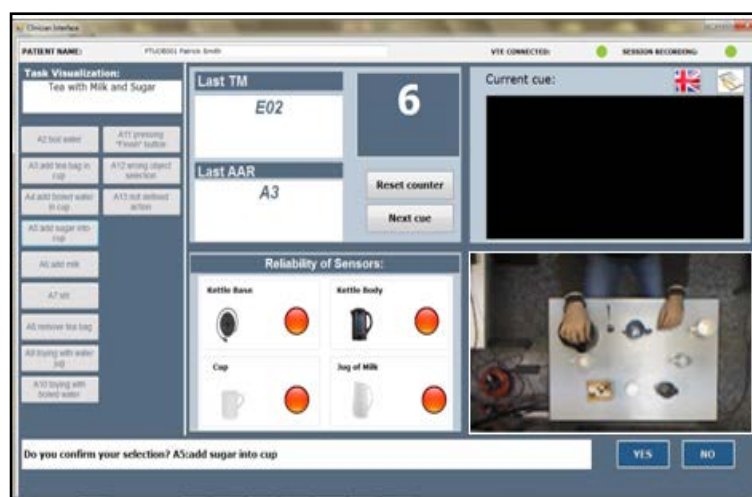 Clinician Interface
PATIENT NAME:
PTUOB001 Patrick Smith
VTE CONNECTED:
SESSION RECORDING:
Task Visualization:
Tea with Milk and Sugar
A2 boil water
A11 pressing
"Finish" button
A3 add tea bag in
cup
A12 wrong object
selection
A4 add boiled water
in cup
A13 not defined
action
A5 add sugar into
cup
A6 add milk
A7 stir
A8 remove tea bag
A9 toying with water
jug
A10 toying with
boiled water
Last TM
E02
Last AAR
A3
6
Reset counter
Next cue
Current cue:
Reliability of Sensors:
Kettle Base
Kettle Body
Cup
Jug of Milk
Do you confirm your selection? A5:add sugar into cup
YES
NO